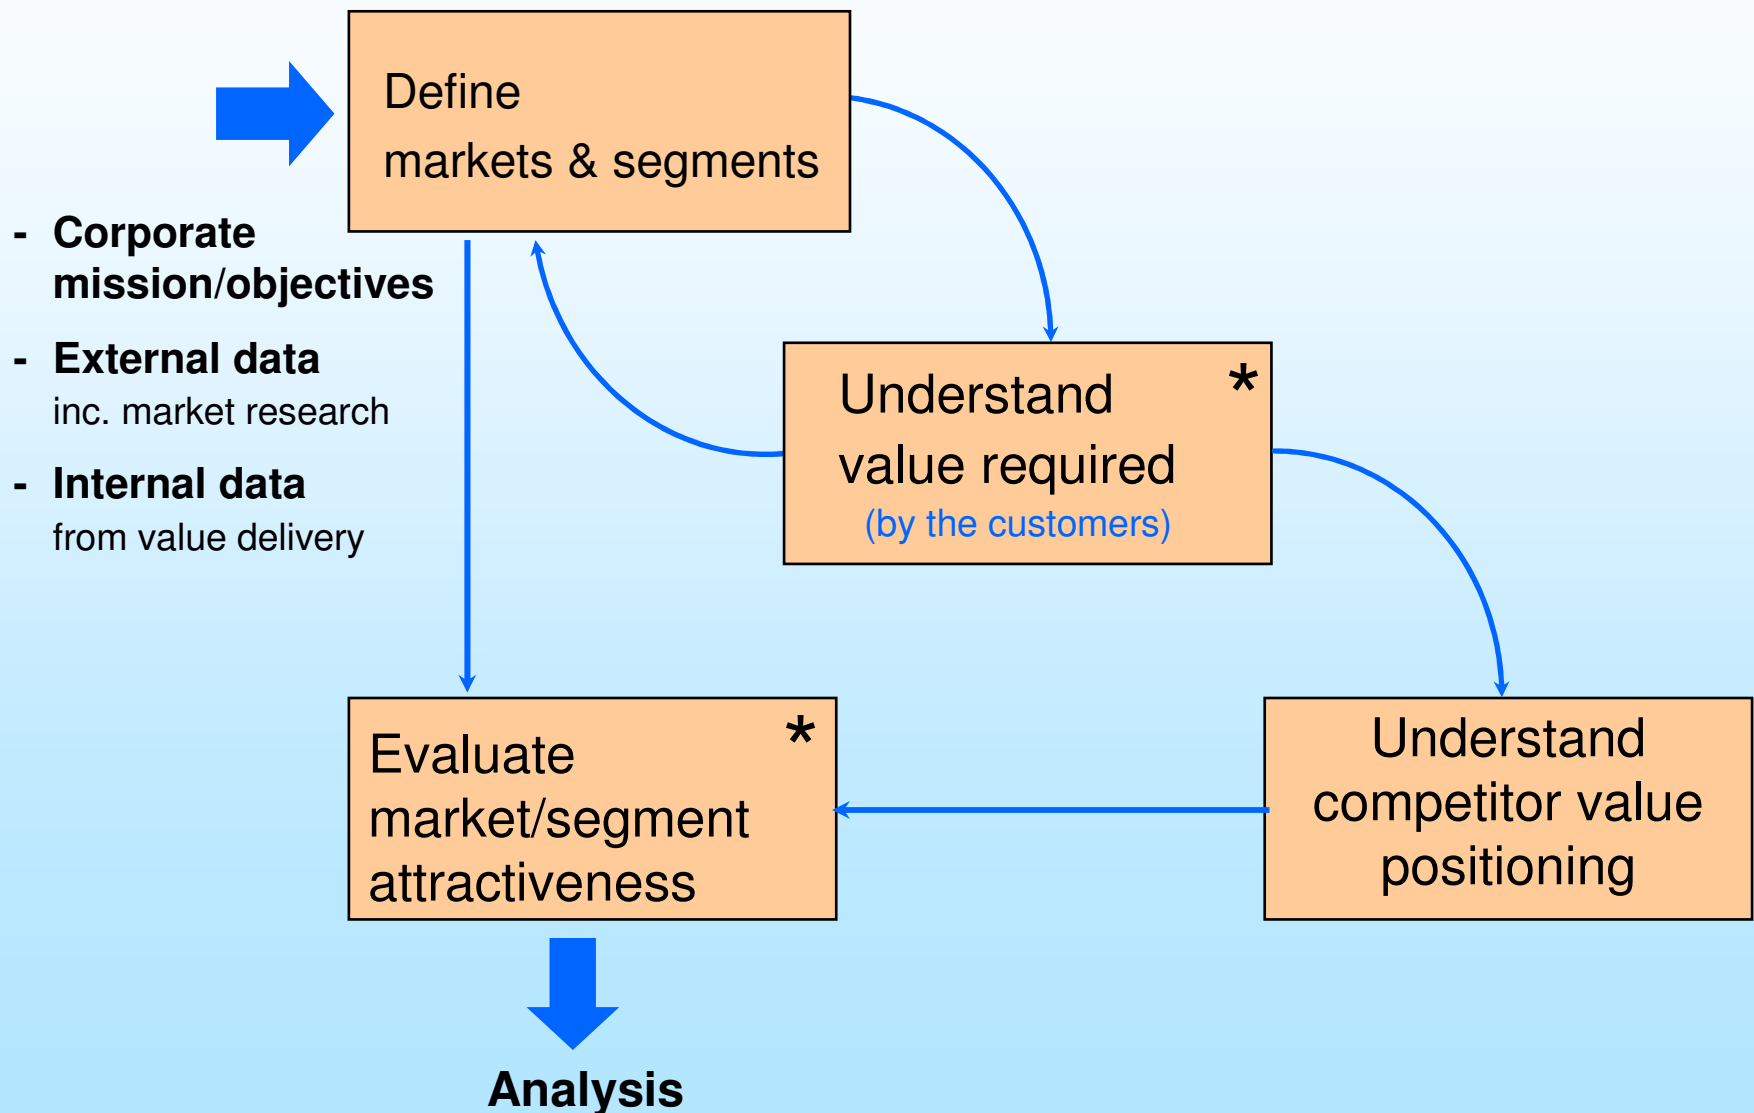 Define
markets & segments
- Corporate
mission/objectives
- External data
inc. market research
- Internal data
from value delivery
Understand *
value required
(by the customers)
Evaluate *
market/segment
attractiveness
Understand
competitor value
positioning
Analysis